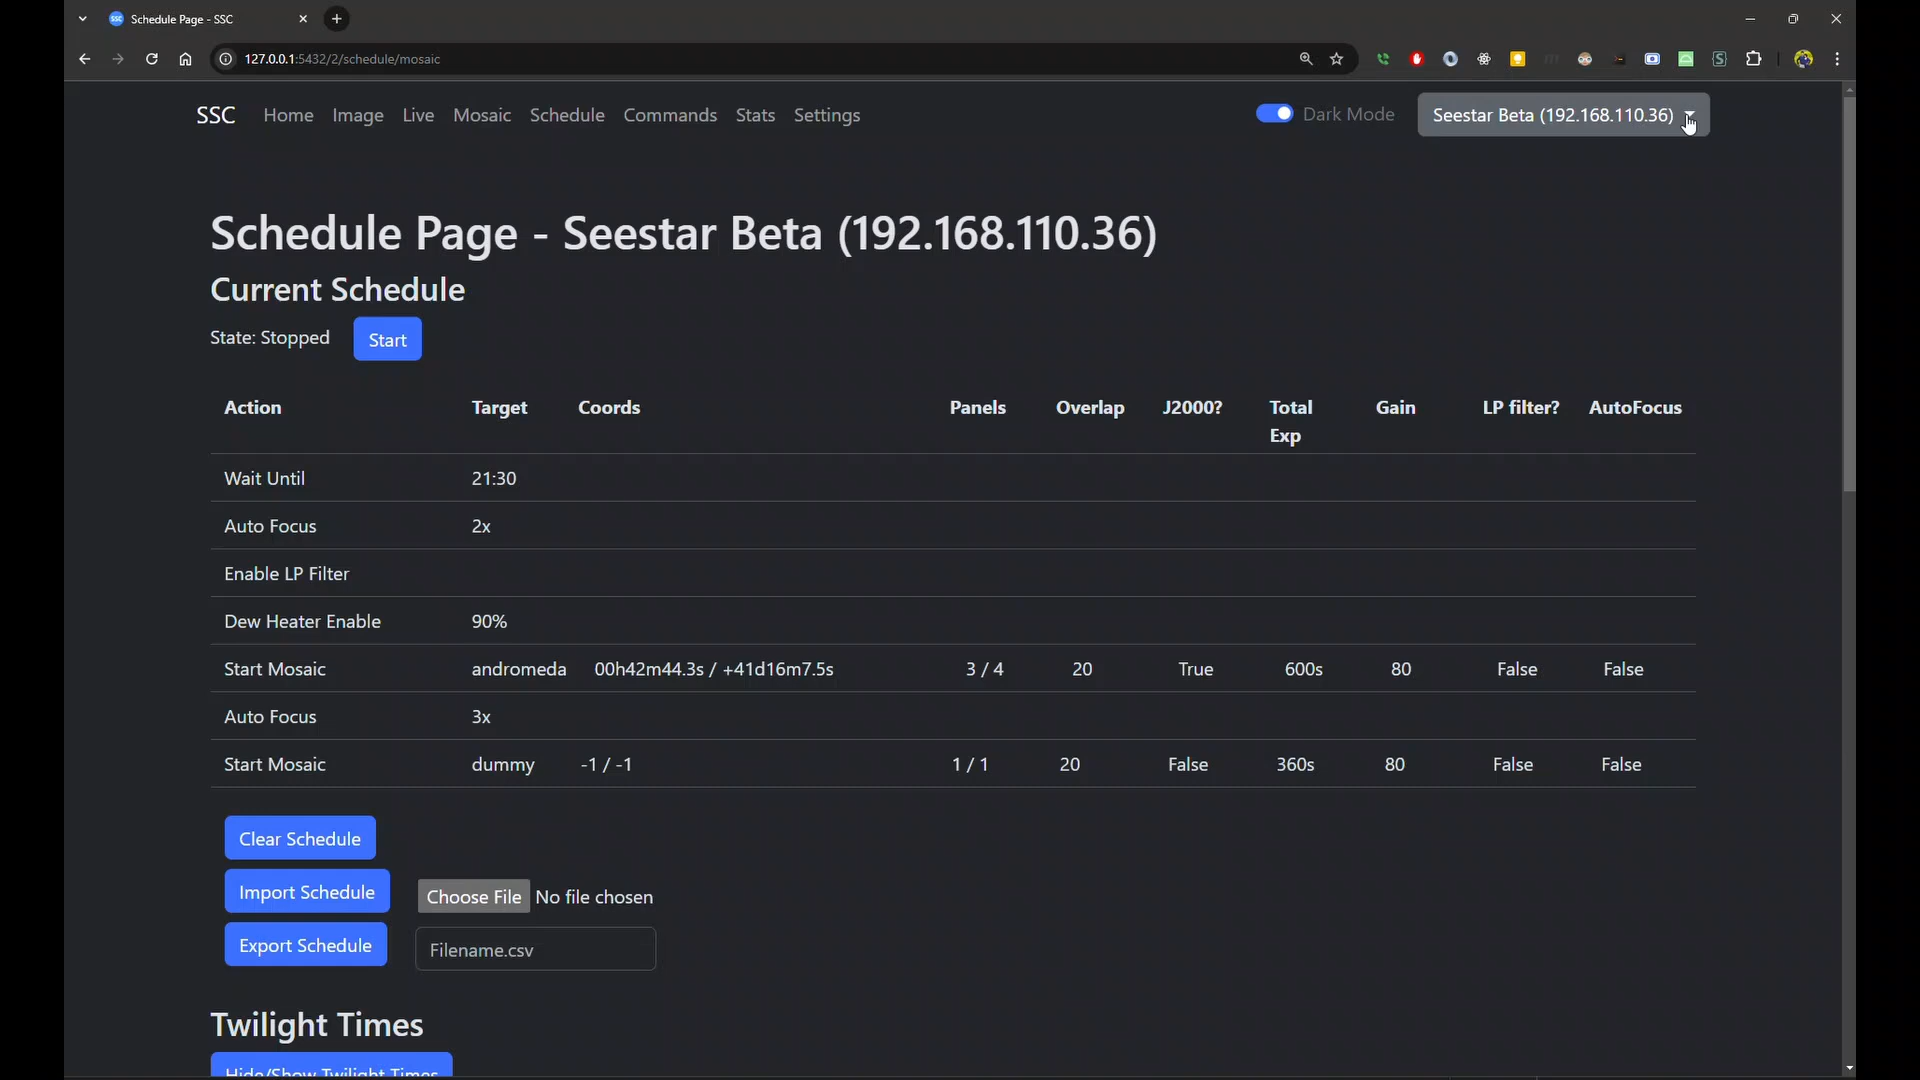 Schedule Page - SSC
127.0.0.1:5432/2/schedule/mosaic
SSC Home Image Live Mosaic Schedule Commands Stats Settings Dark Mode Seestar Beta (192.168.110.36)
Schedule Page - Seestar Beta (192.168.110.36)
Current Schedule
State: Stopped Start
Action Target Coords Panels Overlap J2000? Total Exp Gain LP filter? AutoFocus
Wait Until 21:30
Auto Focus 2x
Enable LP Filter
Dew Heater Enable 90%
Start Mosaic andromeda 00h42m44.3s / +41d16m7.5s 3 / 4 20 True 600s 80 False False
Auto Focus 3x
Start Mosaic dummy -1 / -1 1 / 1 20 False 360s 80 False False
Clear Schedule
Import Schedule Choose File No file chosen
Export Schedule Filename.csv
Twilight Times
Hide/Show Twilight Times